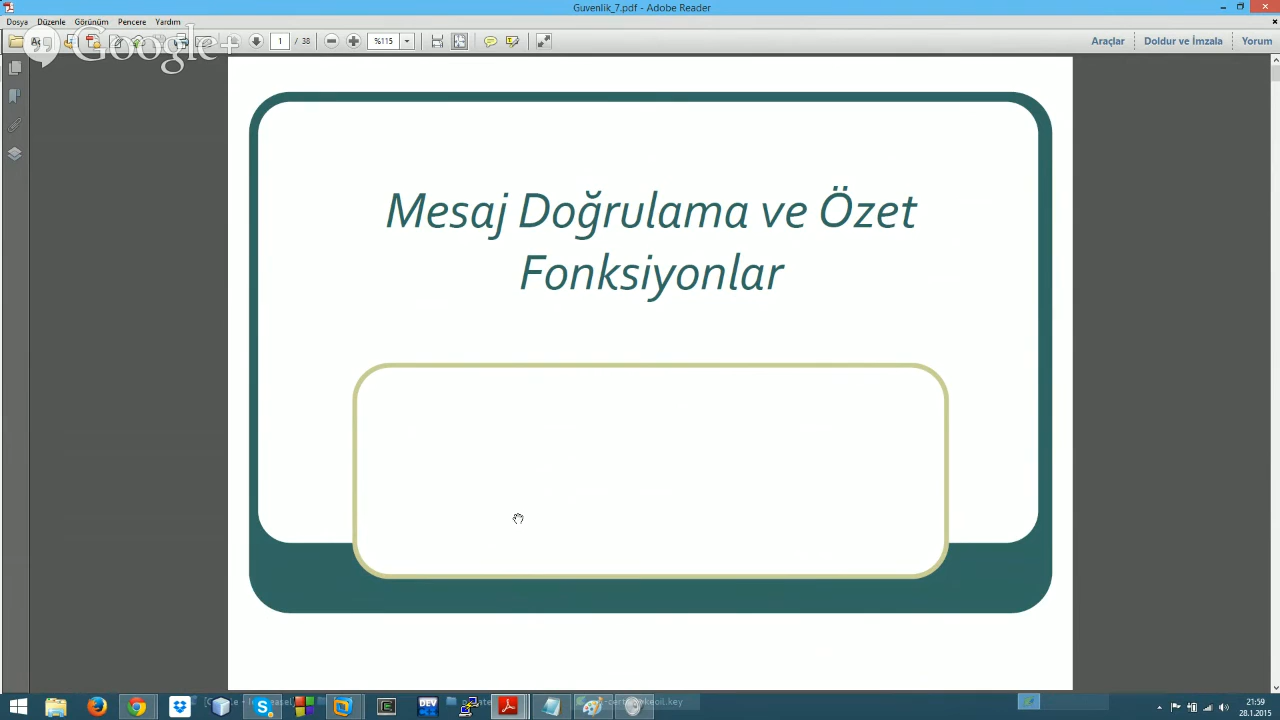 Guvenlik_7.pdf - Adobe Reader
Dosya Düzenle Görünüm Pencere Yardım
Google+
1 / 38
%115
Araçlar
Doldur ve İmzala
Yorum
Mesaj Doğrulama ve Özet
Fonksiyonlar
DEV
21:59
28.1.2015